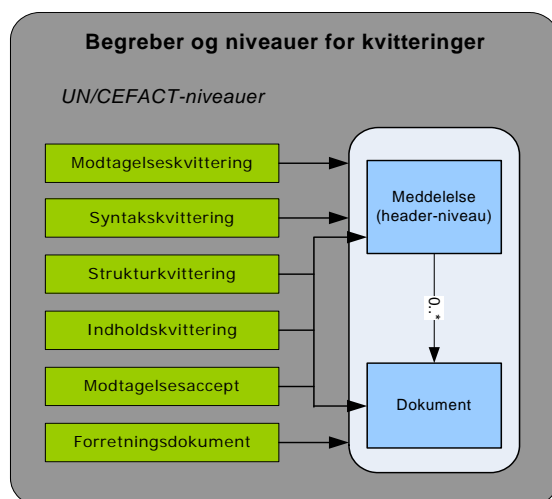 Begreber og niveauer for kvitteringer
UN/CEFACT-niveauer
Modtagelseskvittering
Syntakskvittering
Strukturkvittering
Indholdskvittering
Modtagelsesaccept
Forretningsdokument
Meddelelse
(header-niveau)
0..*
Dokument